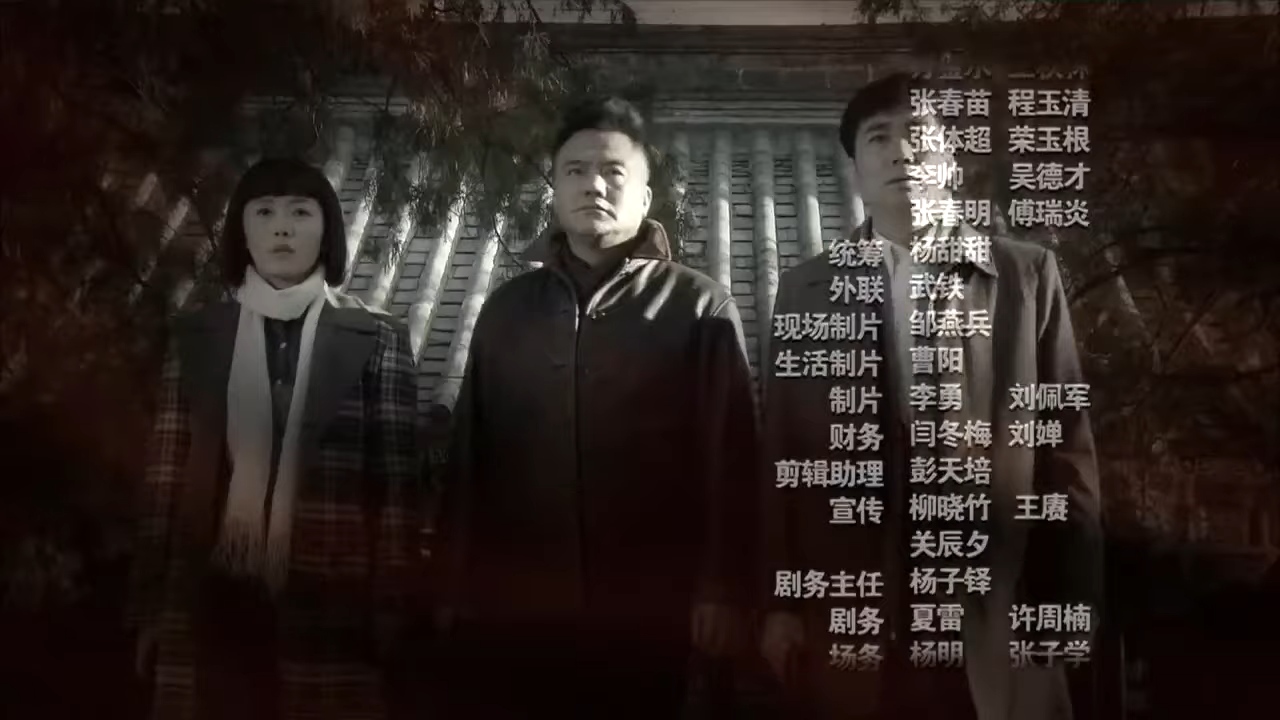 张春苗 程玉清
张体超 荣玉根
李帅 吴德才
张春明 傅瑞炎
统筹 杨甜甜
外联 武铁
现场制片 邹燕兵
生活制片 曹阳
制片 李勇 刘佩军
财务 闫冬梅 刘婵
剪辑助理 彭天培
宣传 柳晓竹 王赓
关辰夕
剧务主任 杨子铎
剧务 夏雷 许周楠
场务 杨明 张子学